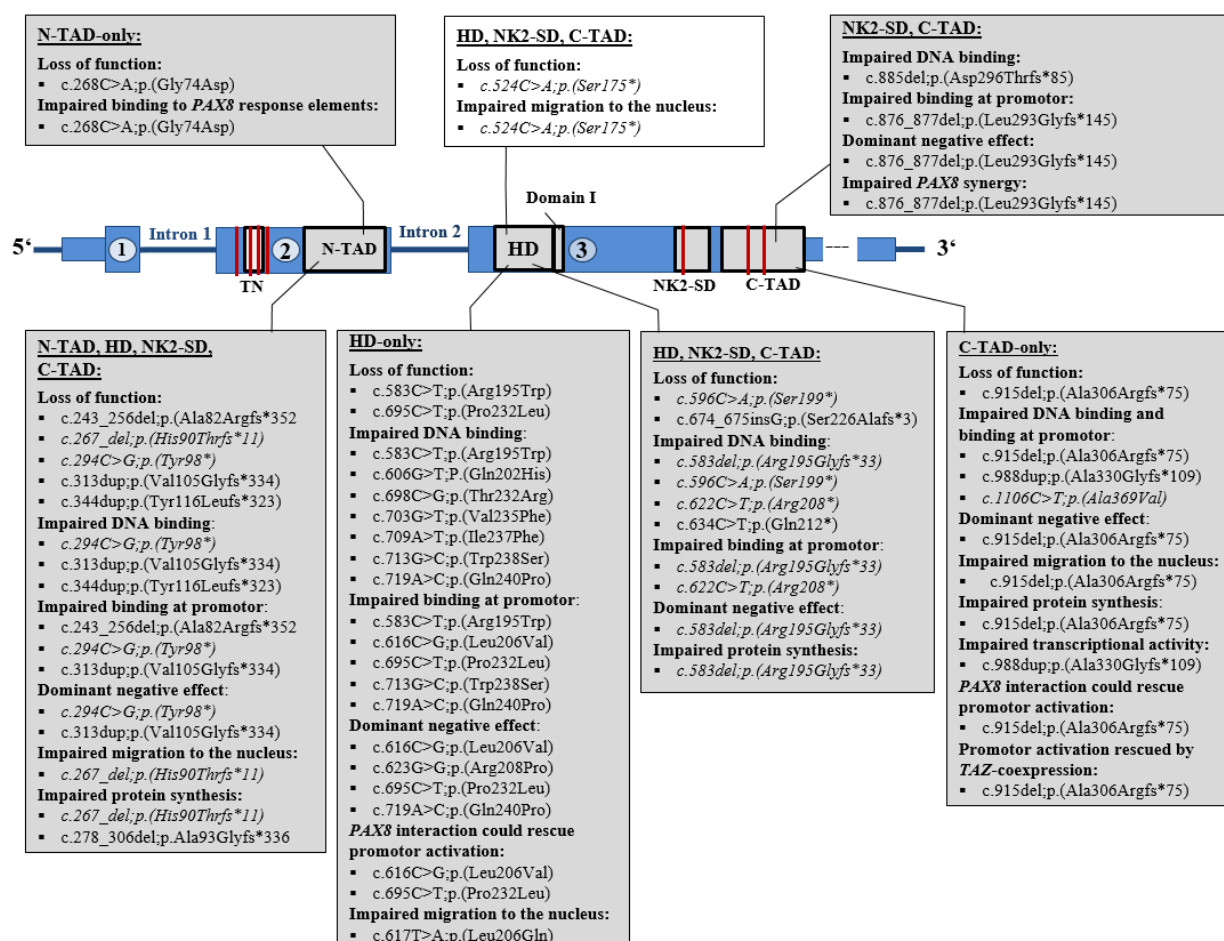 N-TAD-only:
Loss of function:
▪ c.268C>A;p.(Gly74Asp)
Impaired binding to PAX8 response elements:
▪ c.268C>A;p.(Gly74Asp)
HD, NK2-SD, C-TAD:
Loss of function:
▪ c.524C>A;p.(Ser175*)
Impaired migration to the nucleus:
▪ c.524C>A;p.(Ser175*)
NK2-SD, C-TAD:
Impaired DNA binding:
▪ c.885del;p.(Asp296Thrfs*85)
Impaired binding at promotor:
▪ c.876_877del;p.(Leu293Glyfs*145)
Dominant negative effect:
▪ c.876_877del;p.(Leu293Glyfs*145)
Impaired PAX8 synergy:
▪ c.876_877del;p.(Leu293Glyfs*145)
Domain I
5‘ 1 Intron 1 2 N-TAD Intron 2 HD 3 3‘
TN NK2-SD C-TAD
N-TAD, HD, NK2-SD,
C-TAD:
Loss of function:
▪ c.243_256del;p.(Ala82Argfs*352
▪ c.267_del;p.(His90Thrfs*11)
▪ c.294C>G;p.(Tyr98*)
▪ c.313dup;p.(Val105Glyfs*334)
▪ c.344dup;p.(Tyr116Leufs*323)
Impaired DNA binding:
▪ c.294C>G;p.(Tyr98*)
▪ c.313dup;p.(Val105Glyfs*334)
▪ c.344dup;p.(Tyr116Leufs*323)
Impaired binding at promotor:
▪ c.243_256del;p.(Ala82Argfs*352
▪ c.294C>G;p.(Tyr98*)
▪ c.313dup;p.(Val105Glyfs*334)
Dominant negative effect:
▪ c.294C>G;p.(Tyr98*)
▪ c.313dup;p.(Val105Glyfs*334)
Impaired migration to the nucleus:
▪ c.267_del;p.(His90Thrfs*11)
Impaired protein synthesis:
▪ c.267_del;p.(His90Thrfs*11)
▪ c.278_306del;p.Ala93Glyfs*336
HD-only:
Loss of function:
▪ c.583C>T;p.(Arg195Trp)
▪ c.695C>T;p.(Pro232Leu)
Impaired DNA binding:
▪ c.583C>T;p.(Arg195Trp)
▪ c.606G>T;P.(Gln202His)
▪ c.698C>G;p.(Thr232Arg)
▪ c.703G>T;p.(Val235Phe)
▪ c.709A>T;p.(Ile237Phe)
▪ c.713G>C;p.(Trp238Ser)
▪ c.719A>C;p.(Gln240Pro)
Impaired binding at promotor:
▪ c.583C>T;p.(Arg195Trp)
▪ c.616C>G;p.(Leu206Val)
▪ c.695C>T;p.(Pro232Leu)
▪ c.713G>C;p.(Trp238Ser)
▪ c.719A>C;p.(Gln240Pro)
Dominant negative effect:
▪ c.616C>G;p.(Leu206Val)
▪ c.623G>G;p.(Arg208Pro)
▪ c.695C>T;p.(Pro232Leu)
▪ c.719A>C;p.(Gln240Pro)
PAX8 interaction could rescue
promotor activation:
▪ c.616C>G;p.(Leu206Val)
▪ c.695C>T;p.(Pro232Leu)
Impaired migration to the nucleus:
▪ c.617T>A;p.(Leu206Gln)
HD, NK2-SD, C-TAD:
Loss of function:
▪ c.596C>A;p.(Ser199*)
▪ c.674_675insG;p.(Ser226Alafs*3)
Impaired DNA binding:
▪ c.583del;p.(Arg195Glyfs*33)
▪ c.596C>A;p.(Ser199*)
▪ c.622C>T;p.(Arg208*)
▪ c.634C>T;p.(Gln212*)
Impaired binding at promotor:
▪ c.583del;p.(Arg195Glyfs*33)
▪ c.622C>T;p.(Arg208*)
Dominant negative effect:
▪ c.583del;p.(Arg195Glyfs*33)
Impaired protein synthesis:
▪ c.583del;p.(Arg195Glyfs*33)
C-TAD-only:
Loss of function:
▪ c.915del;p.(Ala306Argfs*75)
Impaired DNA binding and
binding at promotor:
▪ c.915del;p.(Ala306Argfs*75)
▪ c.988dup;p.(Ala330Glyfs*109)
▪ c.1106C>T;p.(Ala369Val)
Dominant negative effect:
▪ c.915del;p.(Ala306Argfs*75)
Impaired migration to the nucleus:
▪ c.915del;p.(Ala306Argfs*75)
Impaired protein synthesis:
▪ c.915del;p.(Ala306Argfs*75)
Impaired transcriptional activity:
▪ c.988dup;p.(Ala330Glyfs*109)
PAX8 interaction could rescue
promotor activation:
▪ c.915del;p.(Ala306Argfs*75)
Promotor activation rescued by
TAZ-coexpression:
▪ c.915del;p.(Ala306Argfs*75)